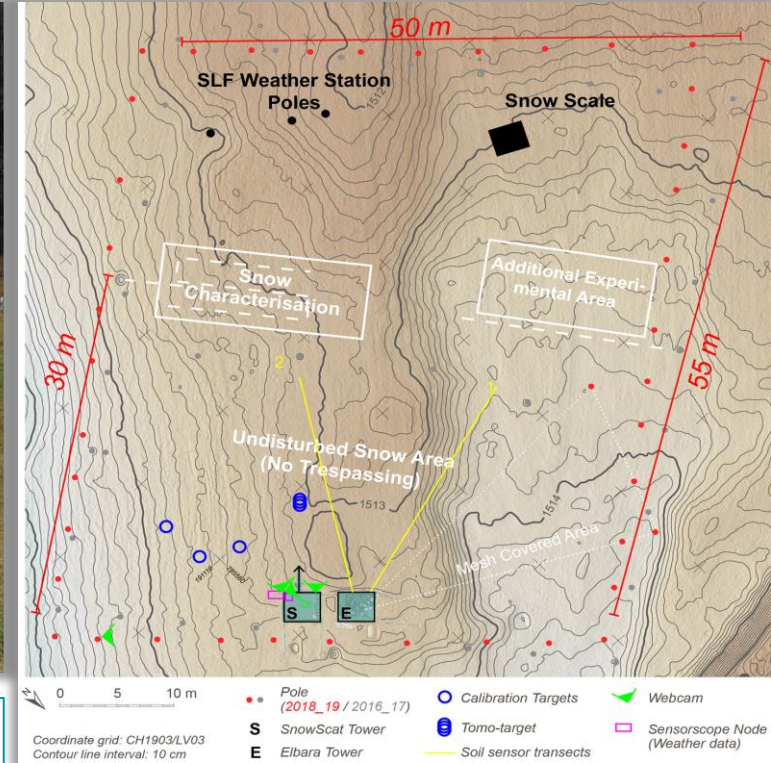 50 m
SLF Weather Station
Poles
1512
Snow Scale
Snow
Characterisation
Additional Experi-
mental Area
30 m
55 m
2
1
Undisturbed Snow Area
(No Trespassing)
1513
1514
Mesh Covered Area
S
E
N
0 5 10 m
Coordinate grid: CH1903/LV03
Contour line interval: 10 cm
Pole
(2018_19 / 2016_17)
S SnowScat Tower
E Elbara Tower
Calibration Targets
Tomo-target
Soil sensor transects
Webcam
Sensorscope Node
(Weather data)